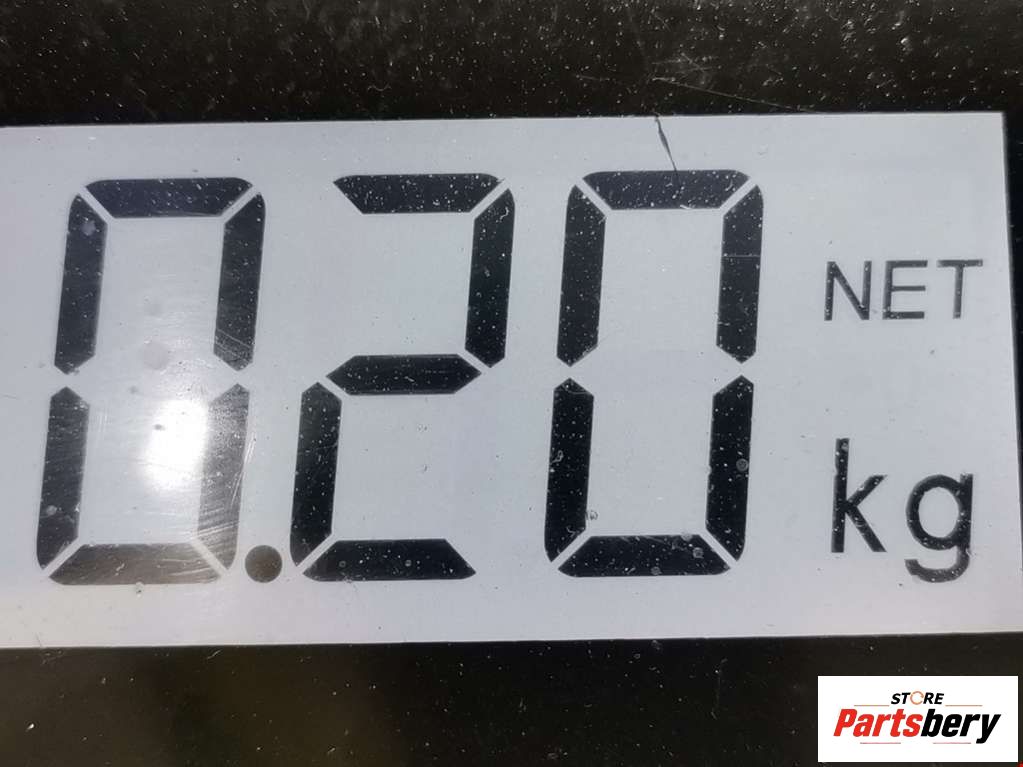 0.20 NET
kg
STORE
Partsbery